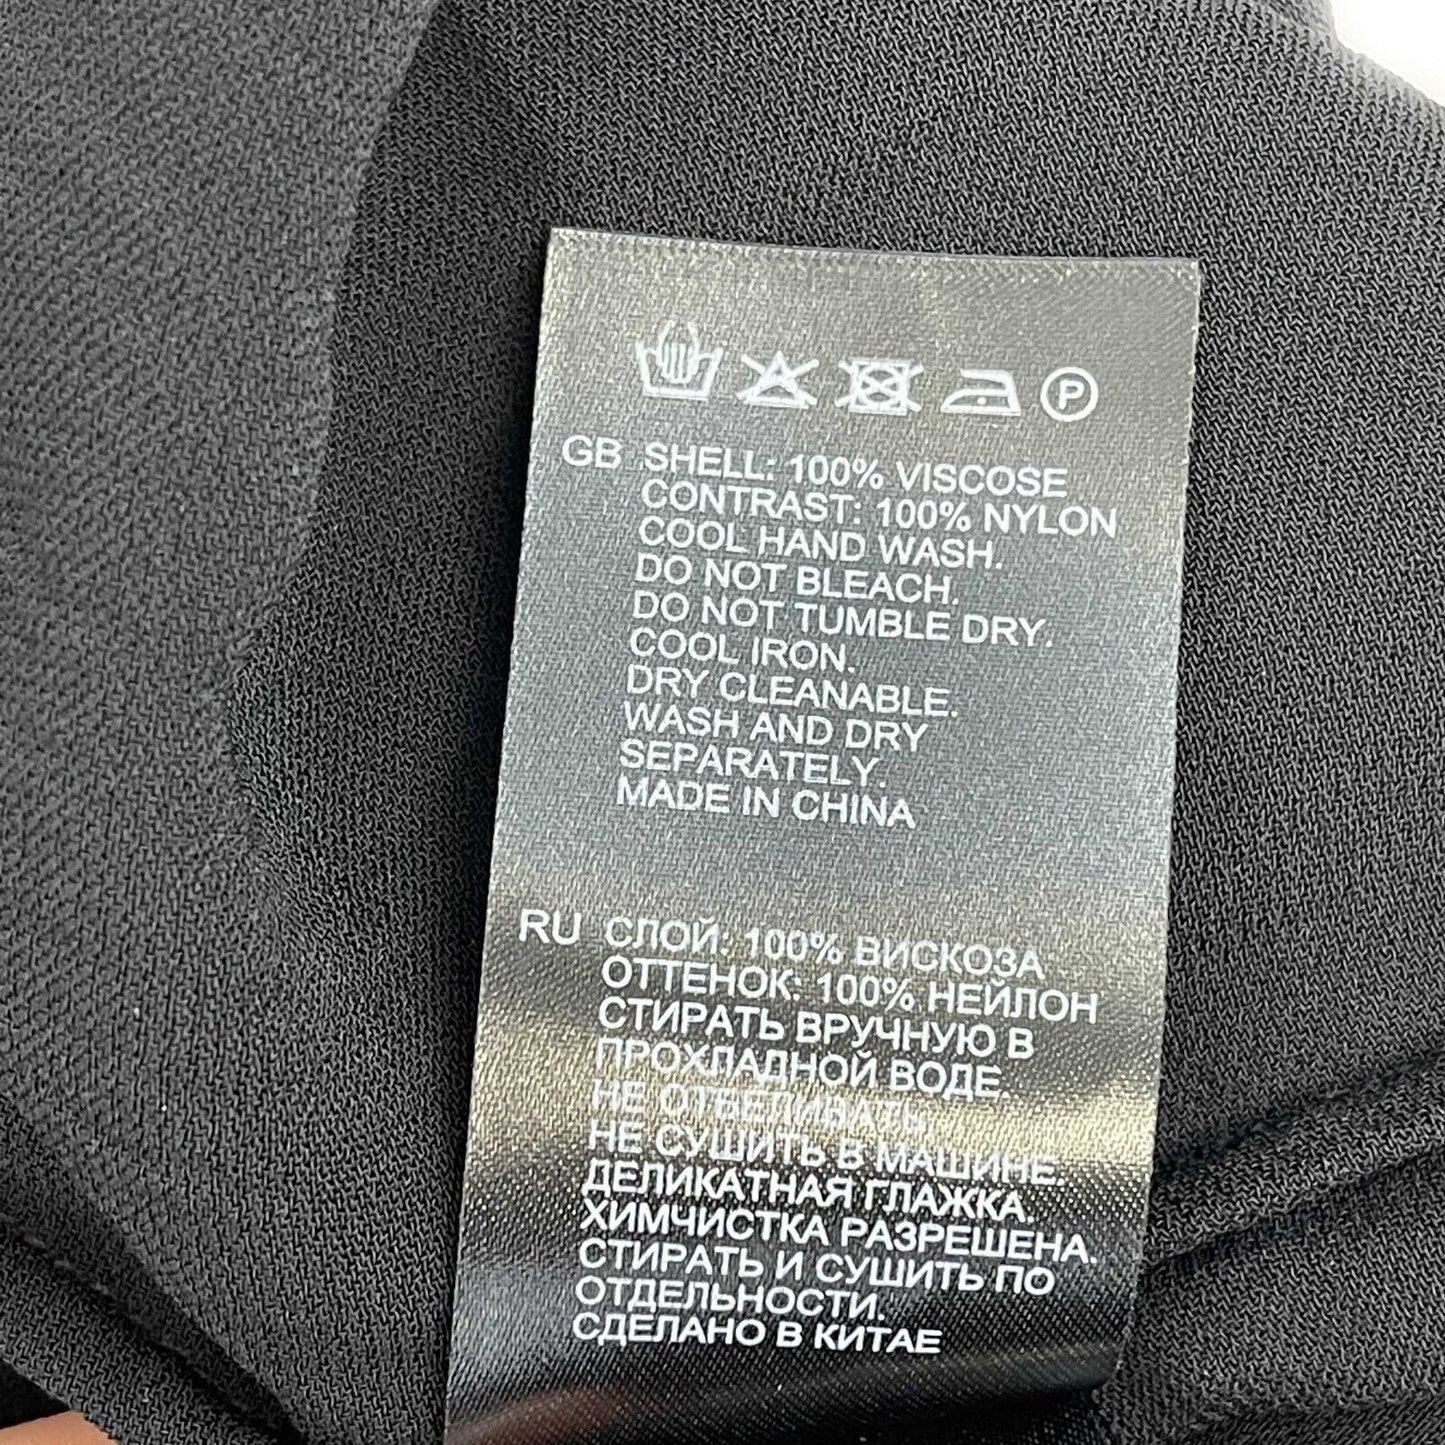 P
GB SHELL: 100% VISCOSE
CONTRAST: 100% NYLON
COOL HAND WASH.
DO NOT BLEACH.
DO NOT TUMBLE DRY.
COOL IRON.
DRY CLEANABLE.
WASH AND DRY
SEPARATELY.
MADE IN CHINA
RU СЛОЙ: 100% ВИСКОЗА
ОТТЕНОК: 100% НЕЙЛОН
СТИРАТЬ ВРУЧНУЮ В
ПРОХЛАДНОЙ ВОДЕ.
НЕ ОТБЕЛИВАТЬ.
НЕ СУШИТЬ В МАШИНЕ.
ДЕЛИКАТНАЯ ГЛАЖКА.
ХИМЧИСТКА РАЗРЕШЕНА.
СТИРАТЬ И СУШИТЬ ПО
ОТДЕЛЬНОСТИ.
СДЕЛАНО В КИТАЕ